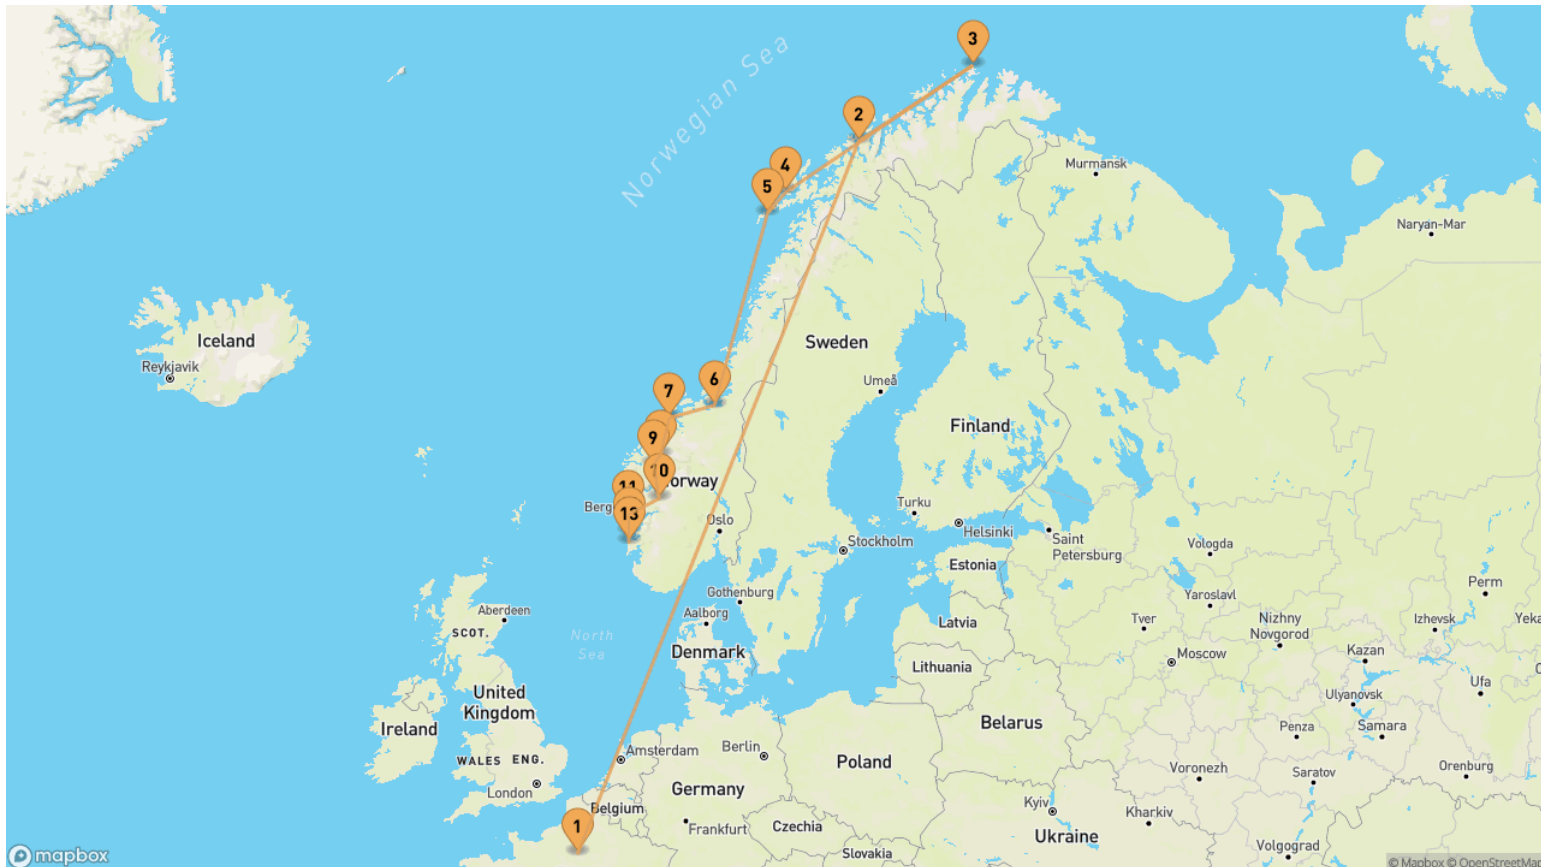 3
2
4
5
Norwegian Sea
Murmansk
Naryan-Mar
Iceland
Reykjavik
Sweden
Umeå
6
7
9
10
orway
11
Berg
13
Oslo
Finland
Turku
Helsinki
Stockholm
Saint
Petersburg
Estonia
Vologda
Perm
Yaroslavl
Tver
Nizhny
Novgorod
Izhevsk
Yeka
Kazan
Moscow
Ufa
Ulyanovsk
Samara
Penza
Orenburg
Saratov
Voronezh
Volgograd
Gothenburg
Aalborg
Aberdeen
SCOT.
North
Sea
Denmark
Latvia
Lithuania
Belarus
United
Kingdom
Ireland
WALES
ENG.
London
Amsterdam
Berlin
Poland
Germany
Belgium
1
Frankfurt
Czechia
Slovakia
Kyiv
Ukraine
Kharkiv
mapbox
© Mapbox © OpenStreetMap